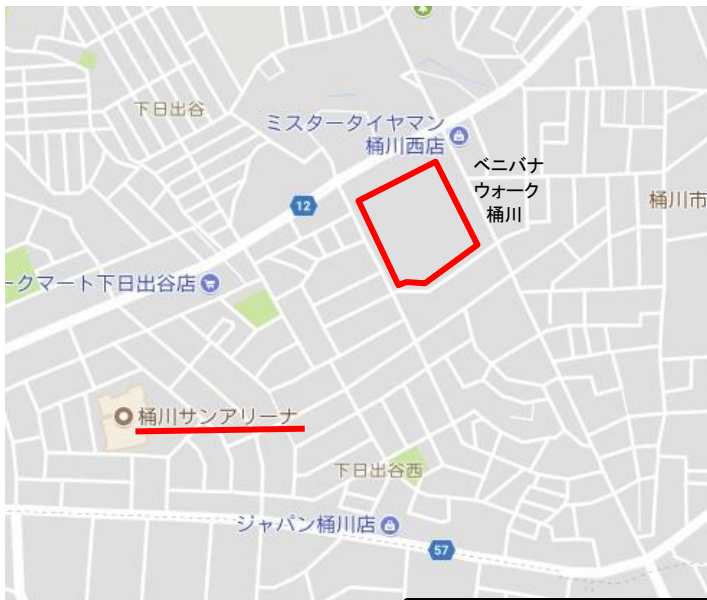 下日出谷
ミスタータイヤマン
桶川西店
ベニバナ
ウォーク
桶川
桶川市
12
ークマート下日出谷店
桶川サンアリーナ
下日出谷西
ジャパン桶川店
57